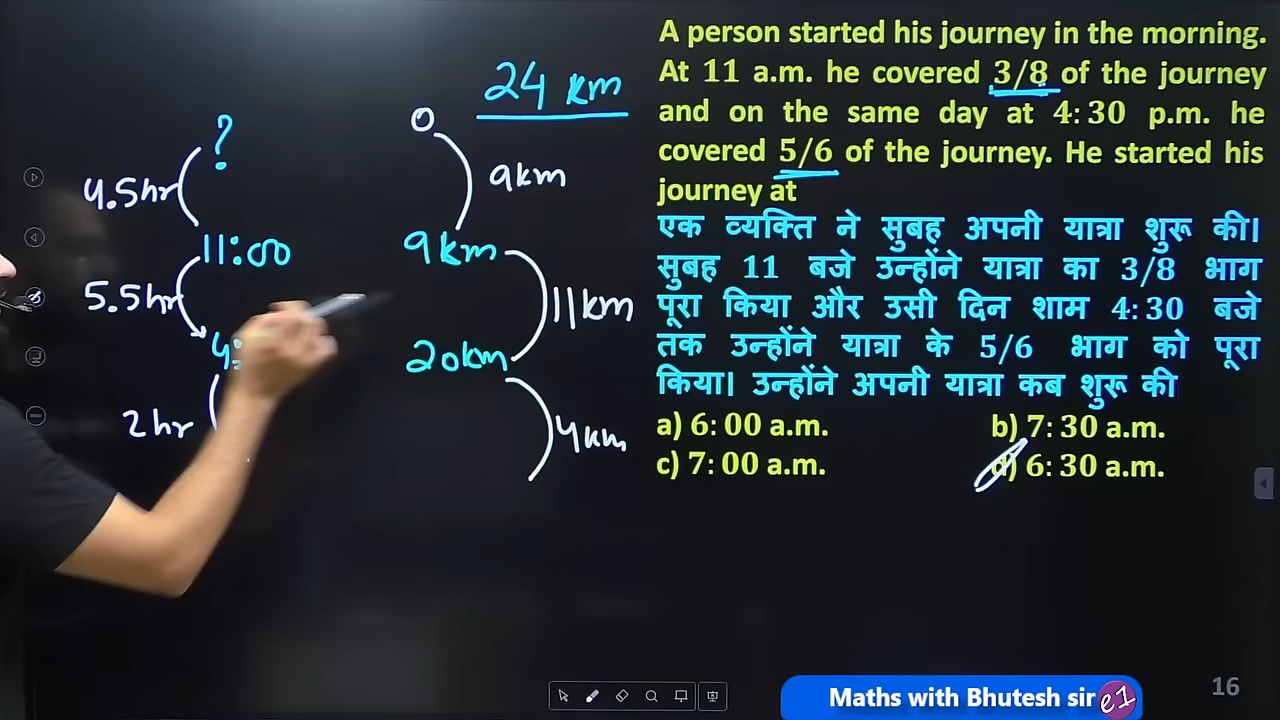 24 km
?
0
4.5hr
9km
11:00
9km
5.5hr
11km
20km
2hr
4km
A person started his journey in the morning.
At 11 a.m. he covered 3/8 of the journey
and on the same day at 4: 30 p.m. he
covered 5/6 of the journey. He started his
journey at
एक व्यक्ति ने सुबह अपनी यात्रा शुरू की।
सुबह 11 बजे उन्होंने यात्रा का 3/8 भाग
पूरा किया और उसी दिन शाम 4: 30 बजे
तक उन्होंने यात्रा के 5/6 भाग को पूरा
किया। उन्होंने अपनी यात्रा कब शुरू की
a) 6: 00 a.m. b) 7: 30 a.m.
c) 7: 00 a.m. d) 6: 30 a.m.
Maths with Bhutesh sir e1
16